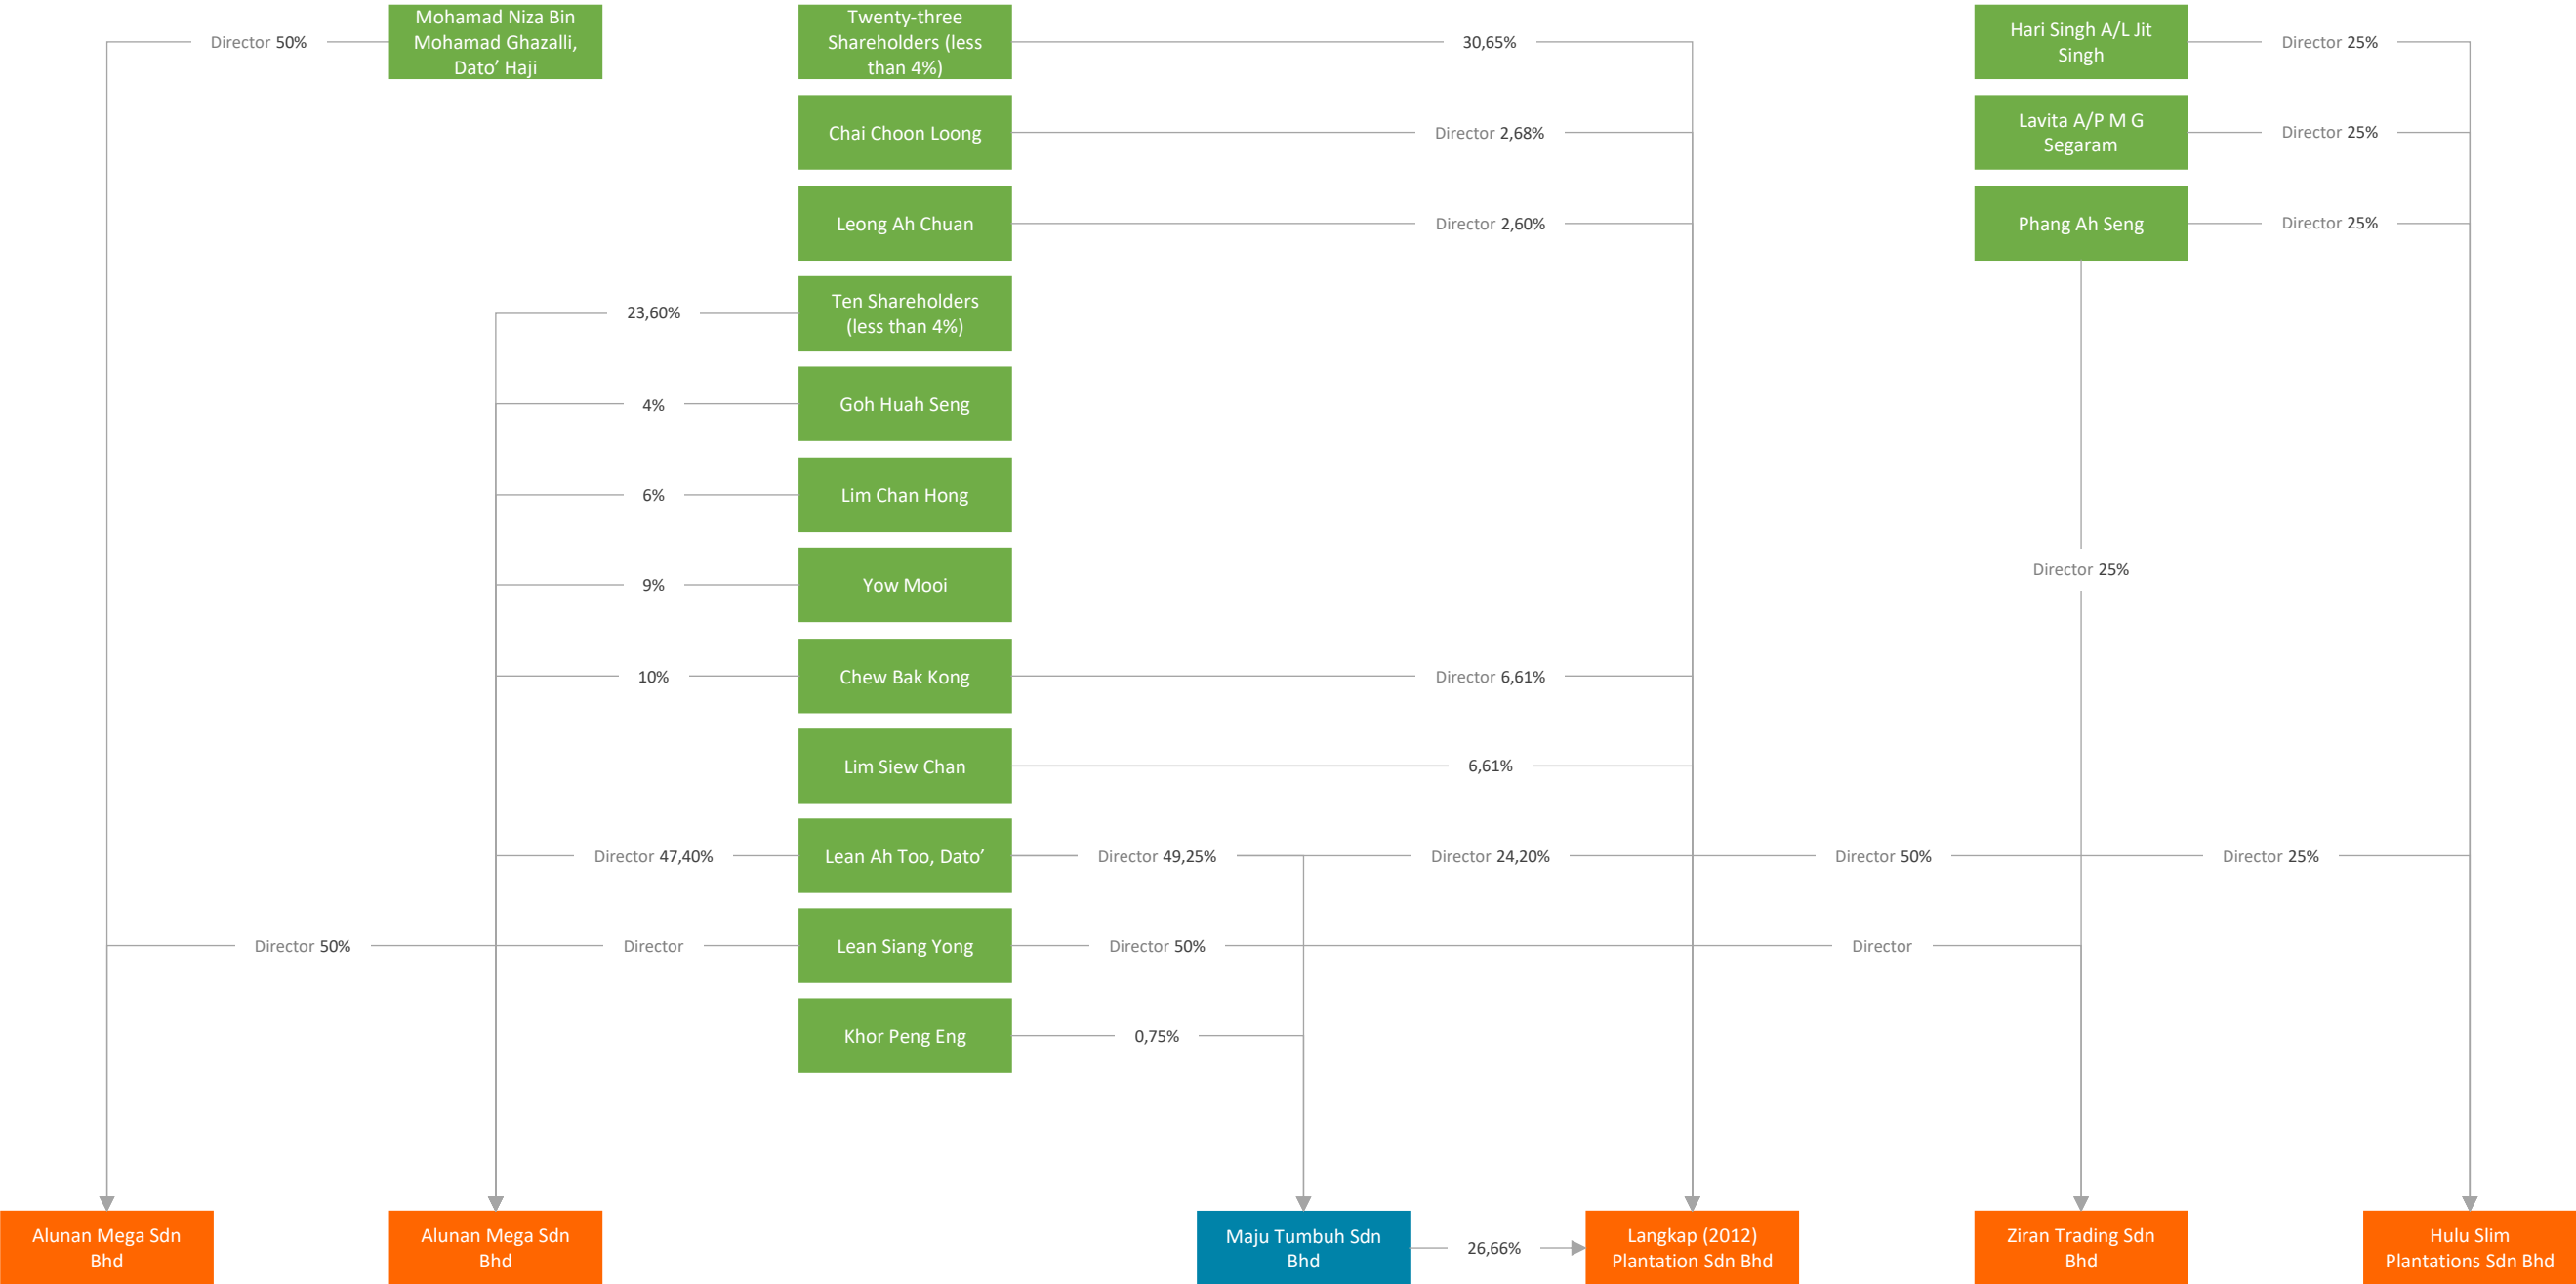 Director 50%
Mohamad Niza Bin
Mohamad Ghazalli,
Dato’ Haji
Twenty-three
Shareholders (less
than 4%)
30,65%
Hari Singh A/L Jit
Singh
Director 25%
Chai Choon Loong
Director 2,68%
Lavita A/P M G
Segaram
Director 25%
Leong Ah Chuan
Director 2,60%
Phang Ah Seng
Director 25%
23,60%
Ten Shareholders
(less than 4%)
4%
Goh Huah Seng
6%
Lim Chan Hong
Director 25%
9%
Yow Mooi
10%
Chew Bak Kong
Director 6,61%
Lim Siew Chan
6,61%
Director 47,40%
Lean Ah Too, Dato’
Director 49,25%
Director 24,20%
Director 50%
Director 25%
Director 50%
Director
Lean Siang Yong
Director 50%
Director
Khor Peng Eng
0,75%
Alunan Mega Sdn
Bhd
Alunan Mega Sdn
Bhd
Maju Tumbuh Sdn
Bhd
26,66%
Langkap (2012)
Plantation Sdn Bhd
Ziran Trading Sdn
Bhd
Hulu Slim
Plantations Sdn Bhd